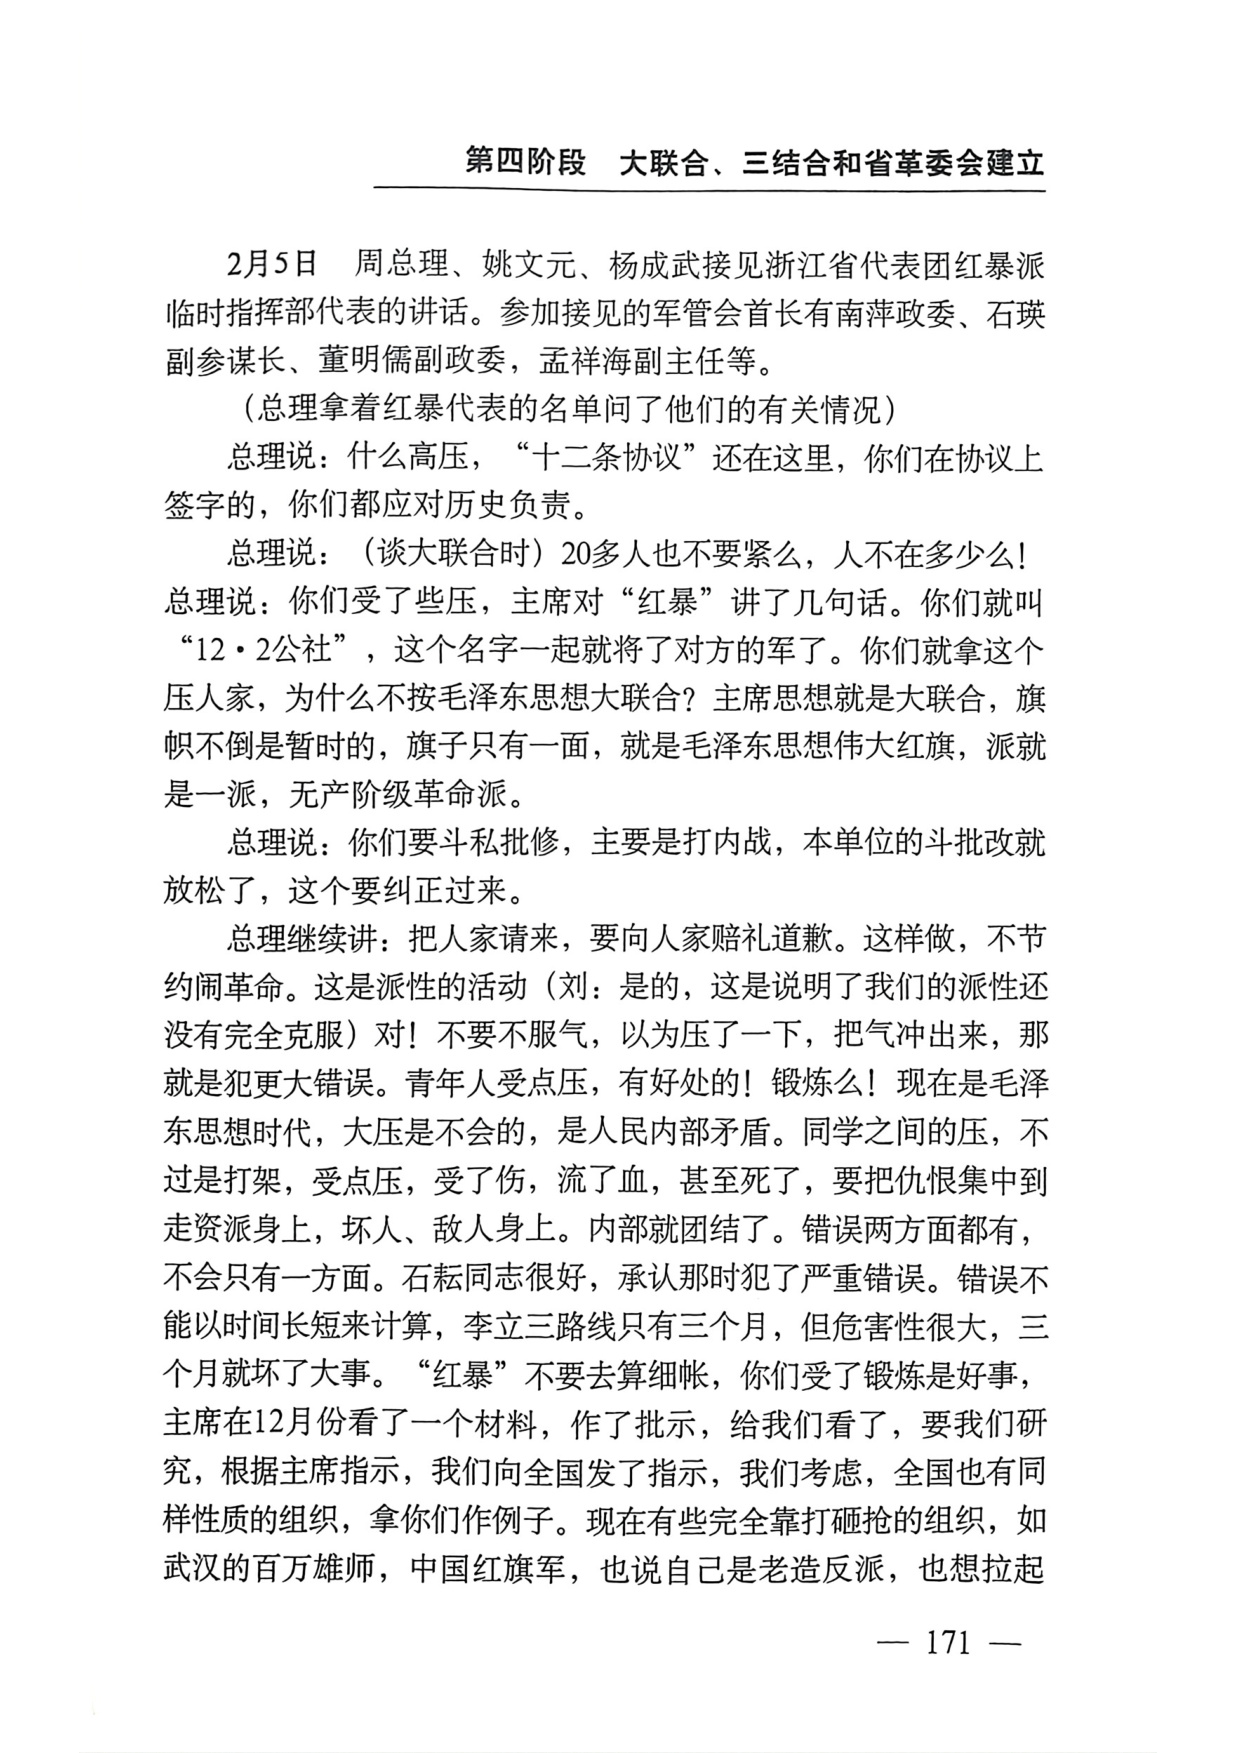 第四阶段　大联合、三结合和省革委会建立
2月5日　周总理、姚文元、杨成武接见浙江省代表团红暴派
临时指挥部代表的讲话。参加接见的军管会首长有南萍政委、石瑛
副参谋长、董明儒副政委，孟祥海副主任等。
（总理拿着红暴代表的名单问了他们的有关情况）
总理说：什么高压，“十二条协议”还在这里，你们在协议上
签字的，你们都应对历史负责。
总理说：（谈大联合时）20多人也不要紧么，人不在多少么！
总理说：你们受了些压，主席对“红暴”讲了几句话。你们就叫
“12·2公社”，这个名字一起就将了对方的军了。你们就拿这个
压人家，为什么不按毛泽东思想大联合？主席思想就是大联合，旗
帜不倒是暂时的，旗子只有一面，就是毛泽东思想伟大红旗，派就
是一派，无产阶级革命派。
总理说：你们要斗私批修，主要是打内战，本单位的斗批改就
放松了，这个要纠正过来。
总理继续讲：把人家请来，要向人家赔礼道歉。这样做，不节
约闹革命。这是派性的活动（刘：是的，这是说明了我们的派性还
没有完全克服）对！不要不服气，以为压了一下，把气冲出来，那
就是犯更大错误。青年人受点压，有好处的！锻炼么！现在是毛泽
东思想时代，大压是不会的，是人民内部矛盾。同学之间的压，不
过是打架，受点压，受了伤，流了血，甚至死了，要把仇恨集中到
走资派身上，坏人、敌人身上。内部就团结了。错误两方面都有，
不会只有一方面。石耘同志很好，承认那时犯了严重错误。错误不
能以时间长短来计算，李立三路线只有三个月，但危害性很大，三
个月就坏了大事。“红暴”不要去算细帐，你们受了锻炼是好事，
主席在12月份看了一个材料，作了批示，给我们看了，要我们研
究，根据主席指示，我们向全国发了指示，我们考虑，全国也有同
样性质的组织，拿你们作例子。现在有些完全靠打砸抢的组织，如
武汉的百万雄师，中国红旗军，也说自己是老造反派，也想拉起
— 171 —